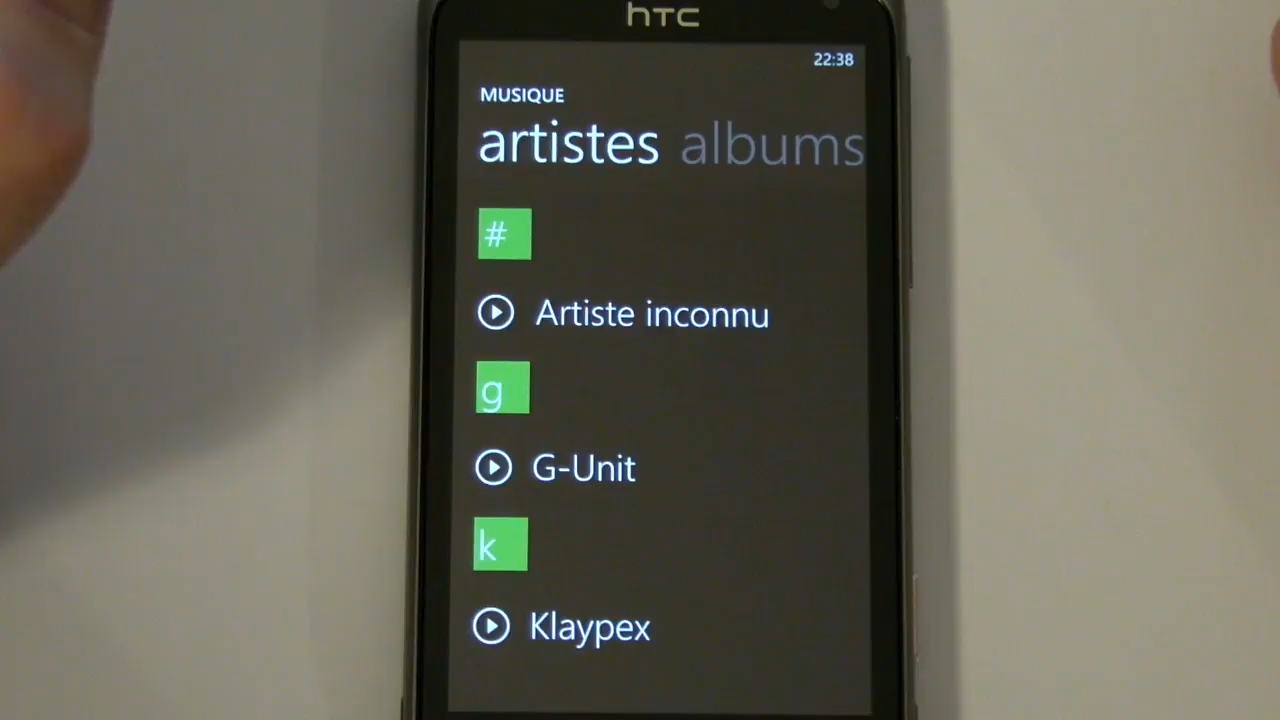 hTC
22:38
MUSIQUE
artistes albums
#
Artiste inconnu
g
G-Unit
k
Klaypex